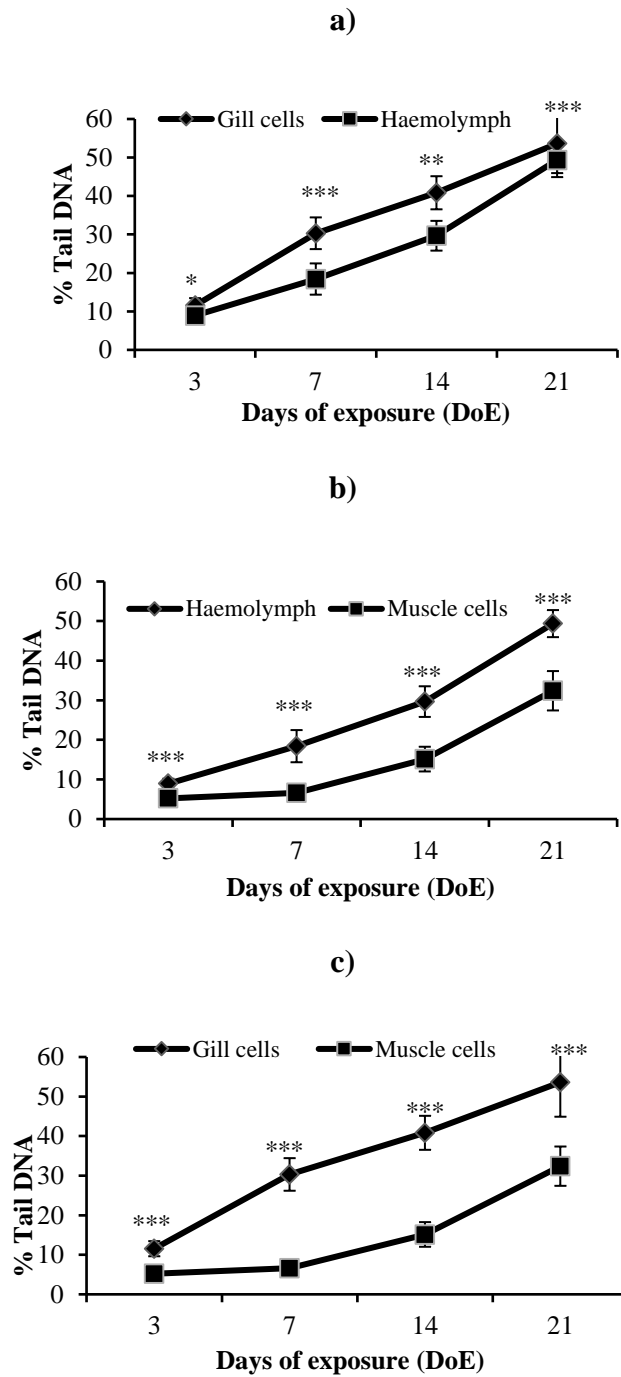 a)
Gill cells Haemolymph
***
60
50
40
30
20
10
0
% Tail DNA
*
***
**
3 7 14 21
Days of exposure (DoE)
b)
Haemolymph Muscle cells
60
50
40
30
20
10
0
% Tail DNA
***
***
***
***
3 7 14 21
Days of exposure (DoE)
c)
Gill cells Muscle cells
60
50
40
30
20
10
0
% Tail DNA
***
***
***
***
3 7 14 21
Days of exposure (DoE)